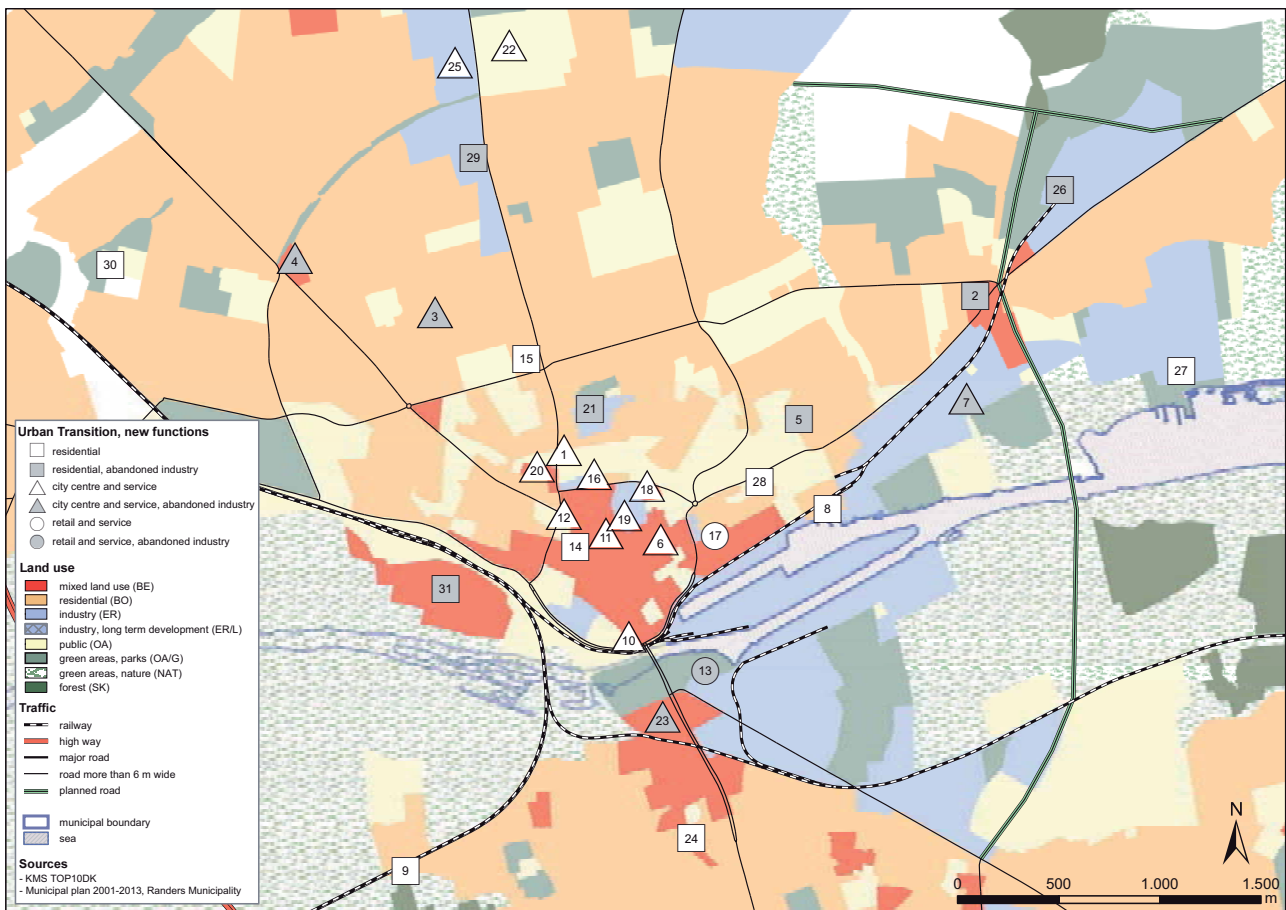 22
25
29
26
30
4
2
3
15
27
7
21
5
1
20
16
28
18
8
12
19
17
11
6
14
31
10
13
23
24
9
Urban Transition, new functions
residential
residential, abandoned industry
city centre and service
city centre and service, abandoned industry
retail and service
retail and service, abandoned industry
Land use
mixed land use (BE)
residential (BO)
industry (ER)
industry, long term development (ER/L)
public (OA)
green areas, parks (OA/G)
green areas, nature (NAT)
forest (SK)
Traffic
railway
high way
major road
road more than 6 m wide
planned road
municipal boundary
sea
Sources
- KMS TOP10DK
- Municipal plan 2001-2013, Randers Municipality
N
0 500 1.000 1.500
m